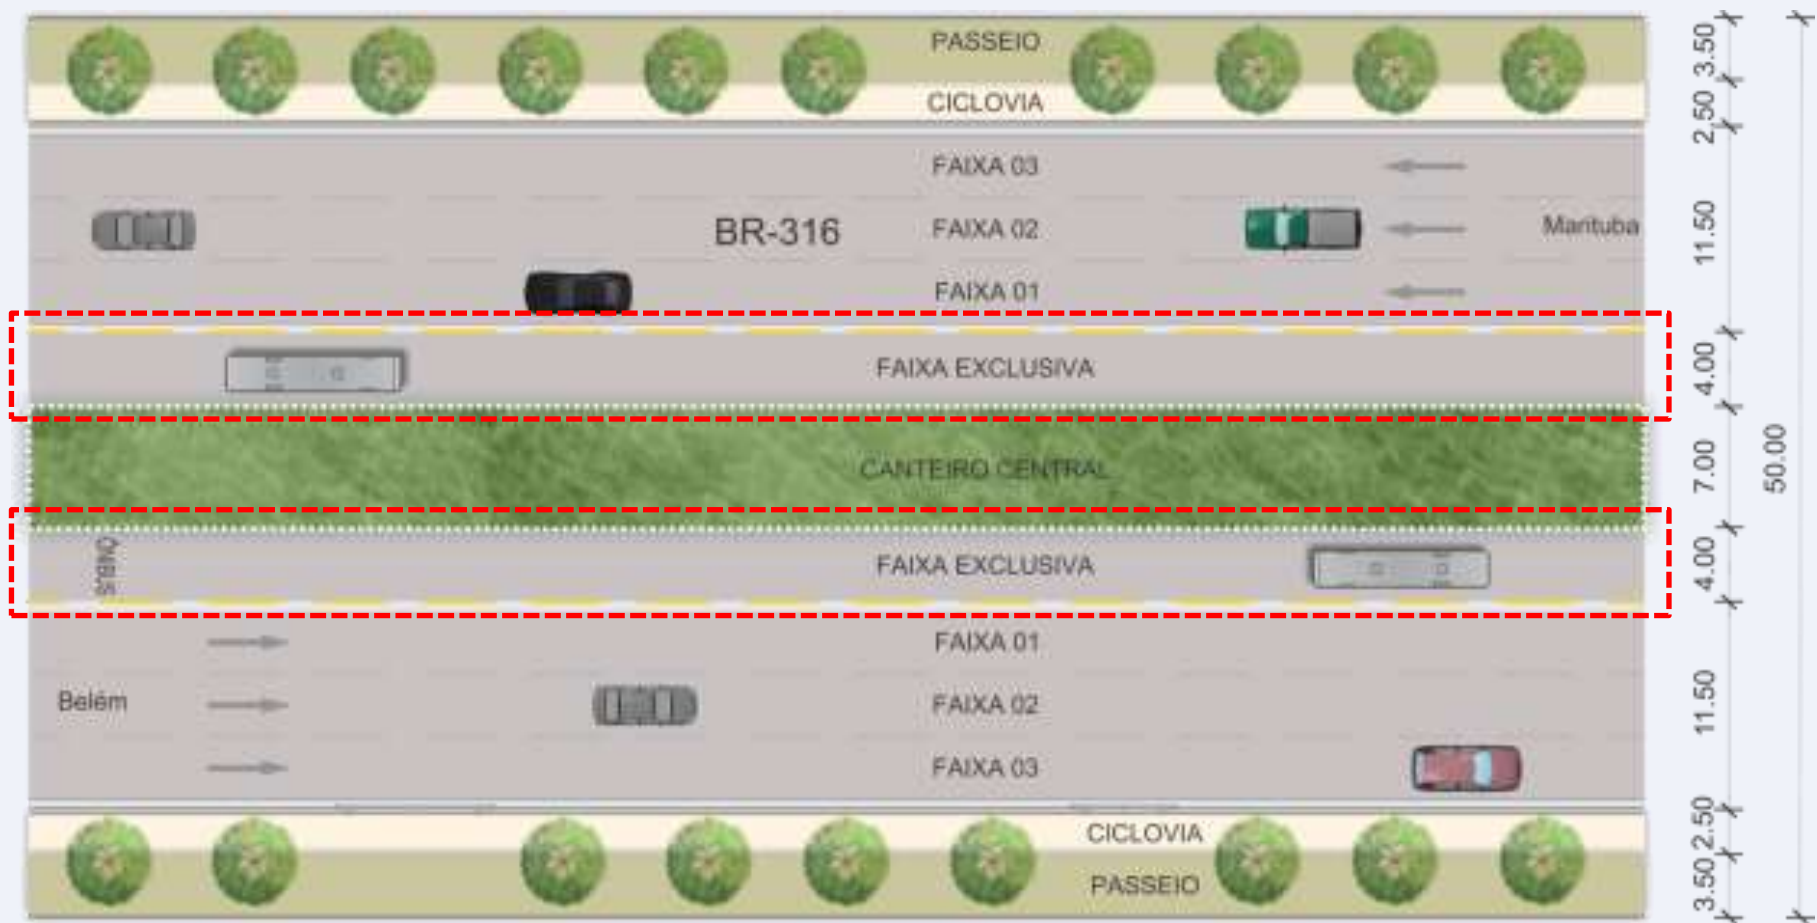 PASSEIO
3.50
CICLOVIA
2.50
FAIXA 03
BR-316
FAIXA 02
Marituba
11.50
FAIXA 01
FAIXA EXCLUSIVA
4.00
CANTEIRO CENTRAL
7.00
50.00
ÔNIBUS
FAIXA EXCLUSIVA
4.00
FAIXA 01
Belém
FAIXA 02
11.50
FAIXA 03
CICLOVIA
2.50
PASSEIO
3.50